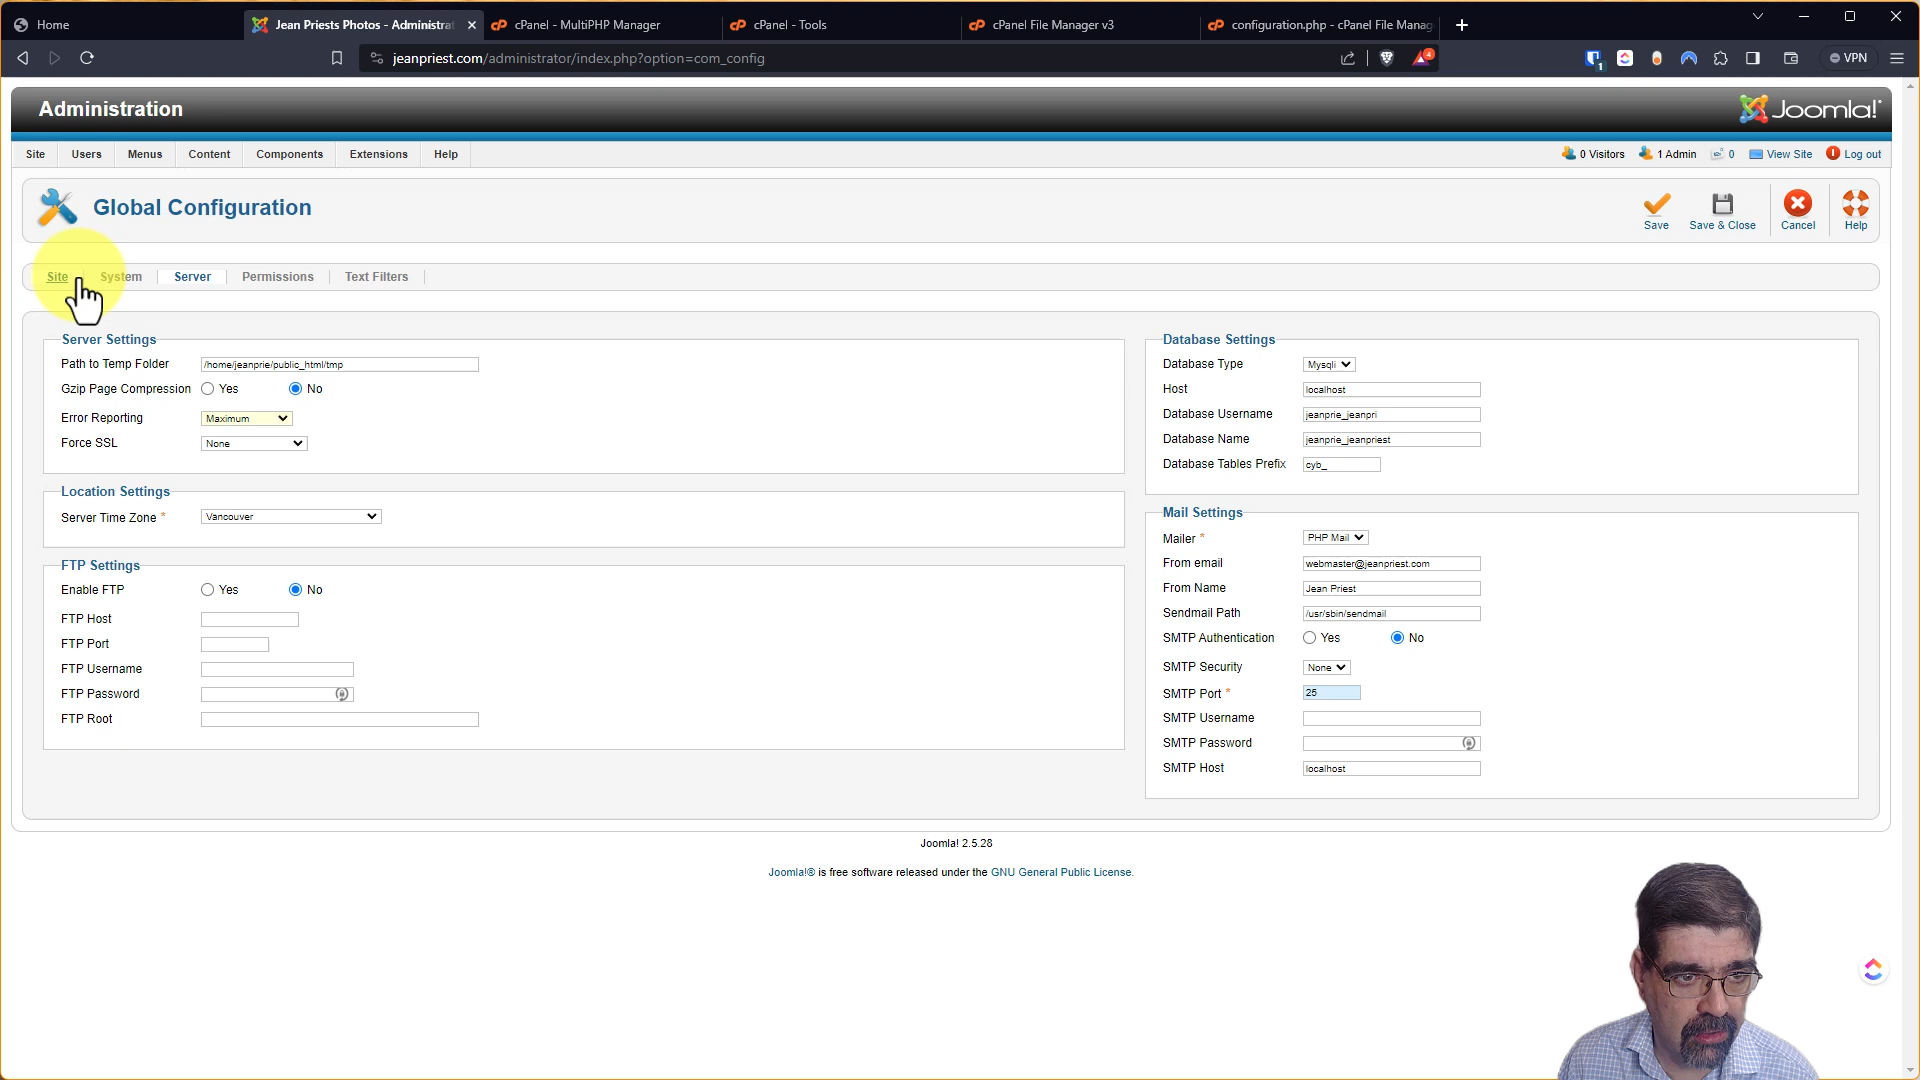 Home
Jean Priests Photos - Administrat
cPanel - MultiPHP Manager
cPanel - Tools
cPanel File Manager v3
configuration.php - cPanel File Manag
jeanpriest.com/administrator/index.php?option=com_config
4
1
VPN
Administration
Joomla!
Site Users Menus Content Components Extensions Help
0 Visitors 1 Admin 0 View Site Log out
Global Configuration
Save Save & Close Cancel Help
Site System Server Permissions Text Filters
Server Settings
Path to Temp Folder /home/jeanprie/public_html/tmp
Gzip Page Compression Yes No
Error Reporting Maximum
Force SSL None
Location Settings
Server Time Zone * Vancouver
FTP Settings
Enable FTP Yes No
FTP Host
FTP Port
FTP Username
FTP Password
FTP Root
Database Settings
Database Type Mysqli
Host localhost
Database Username jeanprie_jeanpri
Database Name jeanprie_jeanpriest
Database Tables Prefix cyb_
Mail Settings
Mailer * PHP Mail
From email webmaster@jeanpriest.com
From Name Jean Priest
Sendmail Path /usr/sbin/sendmail
SMTP Authentication Yes No
SMTP Security None
SMTP Port * 25
SMTP Username
SMTP Password
SMTP Host localhost
Joomla! 2.5.28
Joomla!® is free software released under the GNU General Public License.